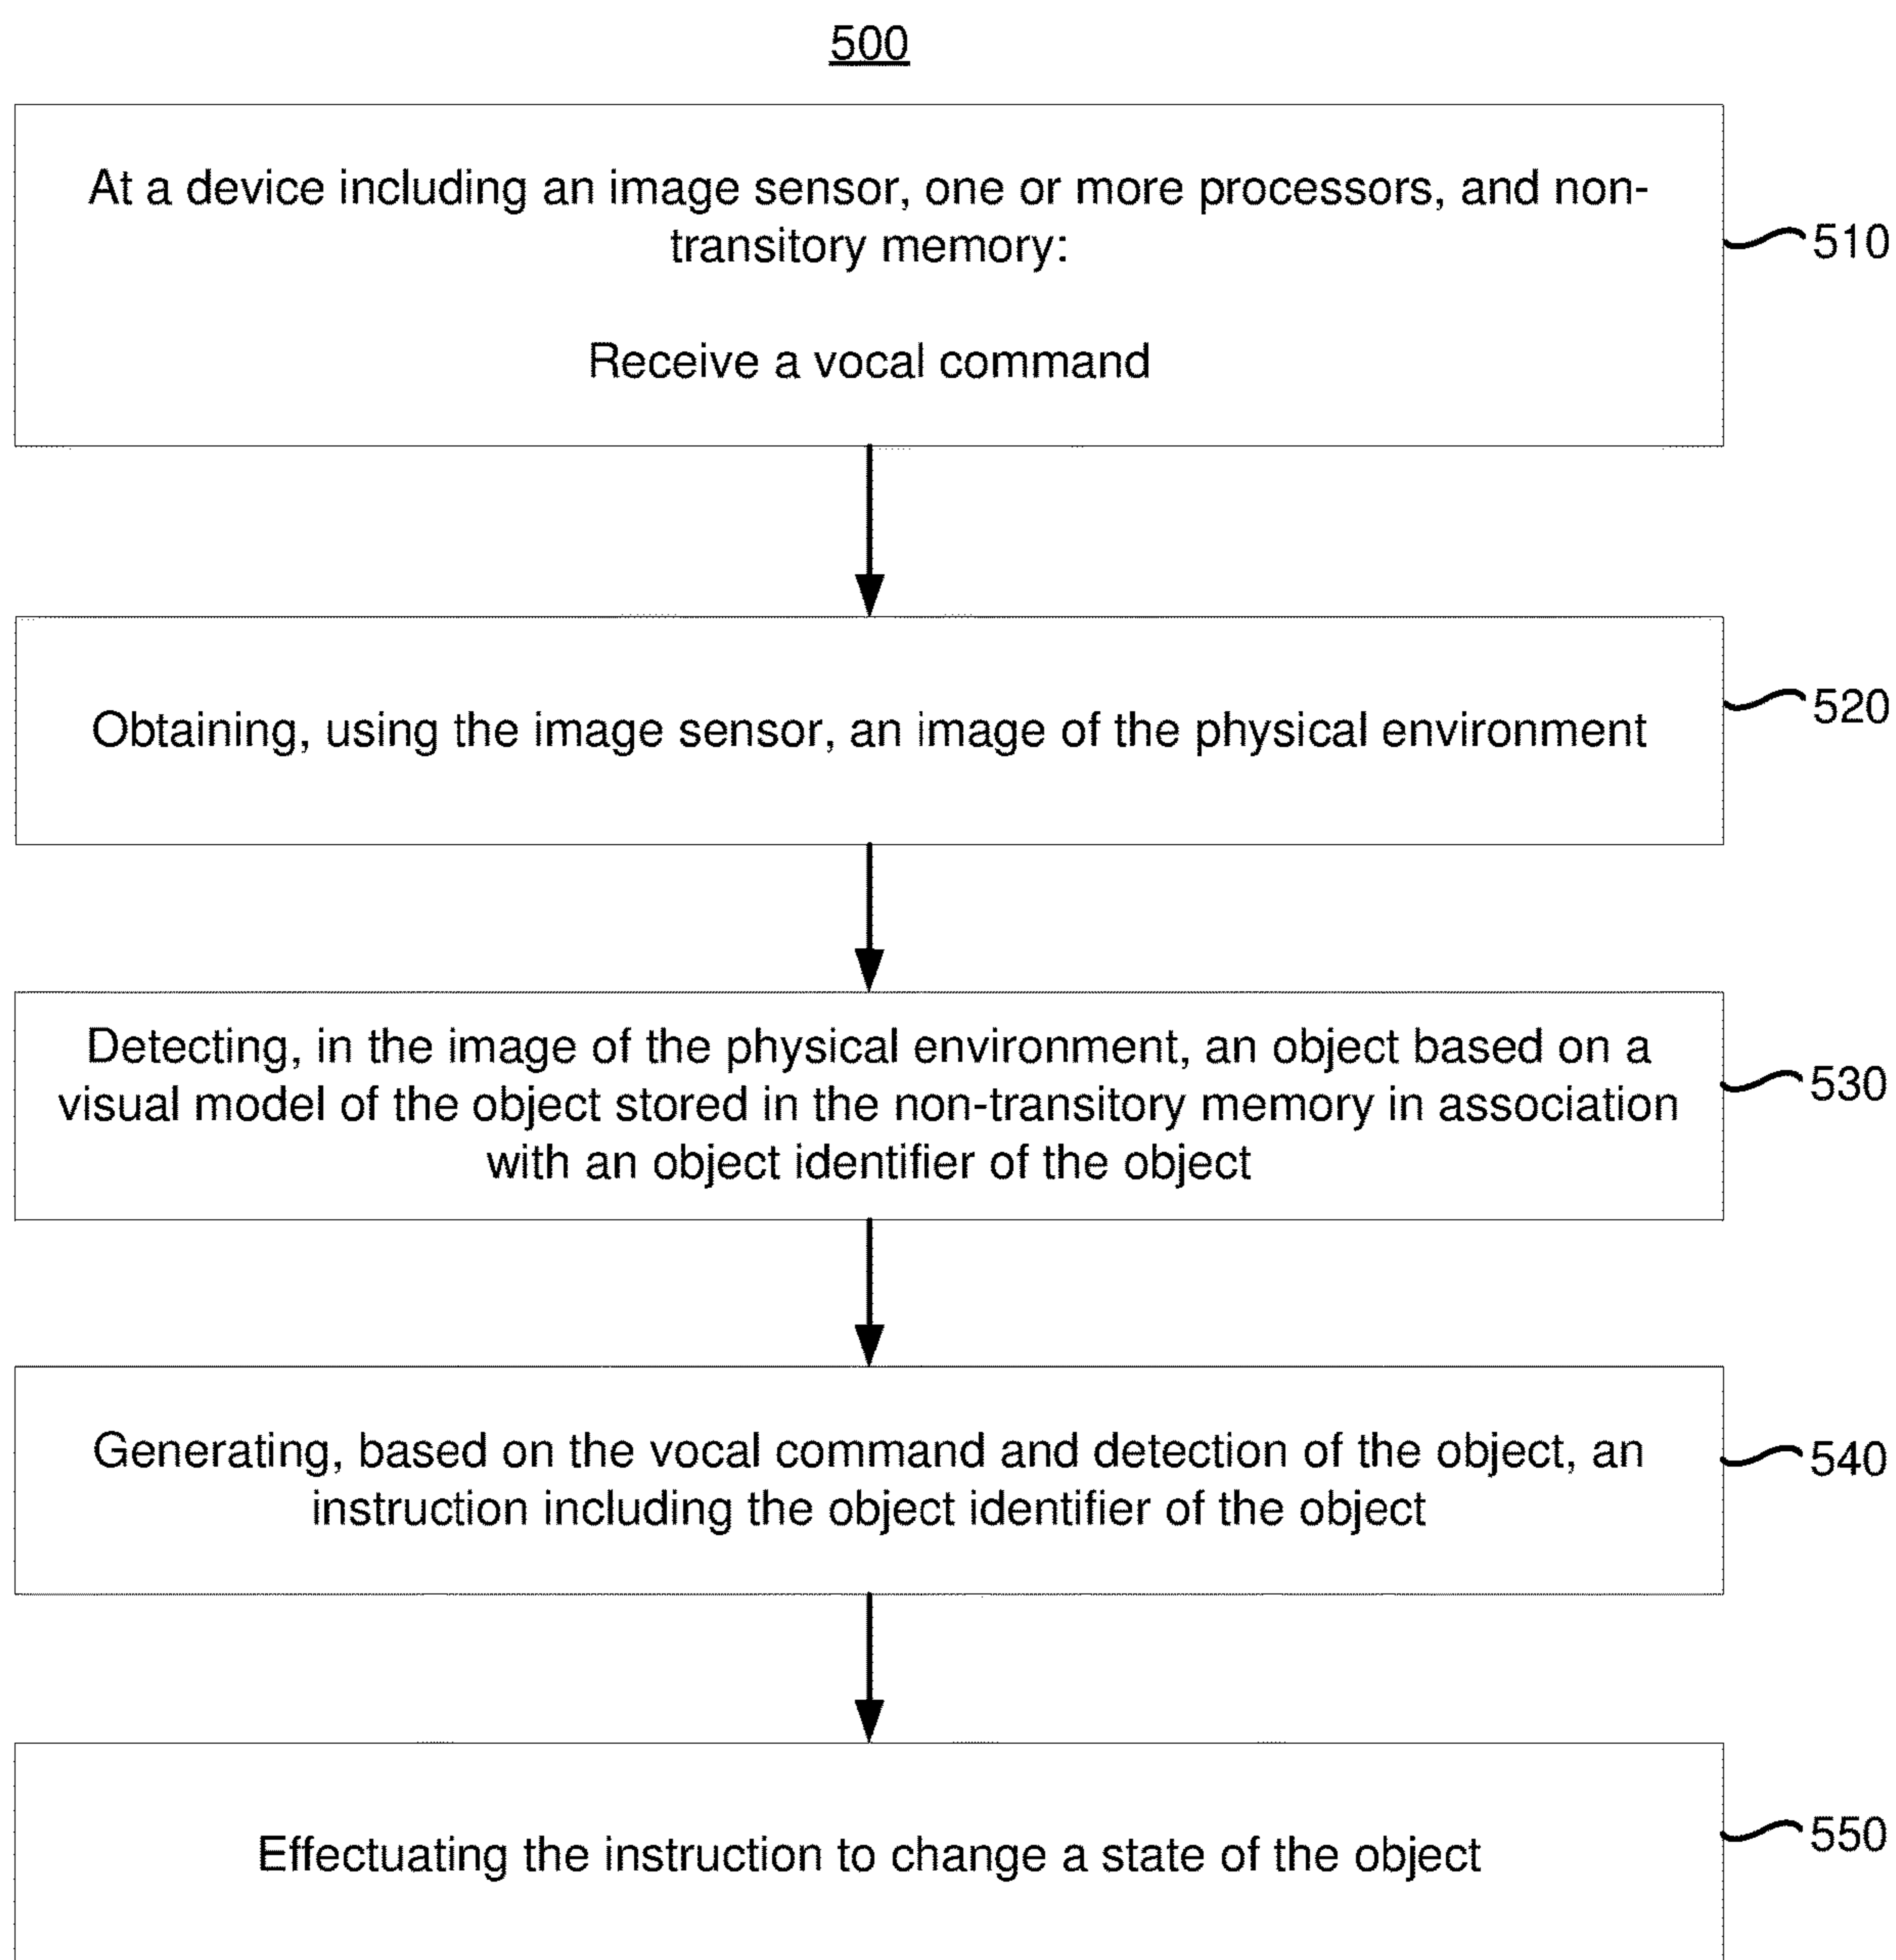 500
At a device including an image sensor, one or more processors, and non-
transitory memory:
Receive a vocal command
510
Obtaining, using the image sensor, an image of the physical environment
520
Detecting, in the image of the physical environment, an object based on a
visual model of the object stored in the non-transitory memory in association
with an object identifier of the object
530
Generating, based on the vocal command and detection of the object, an
instruction including the object identifier of the object
540
Effectuating the instruction to change a state of the object
550